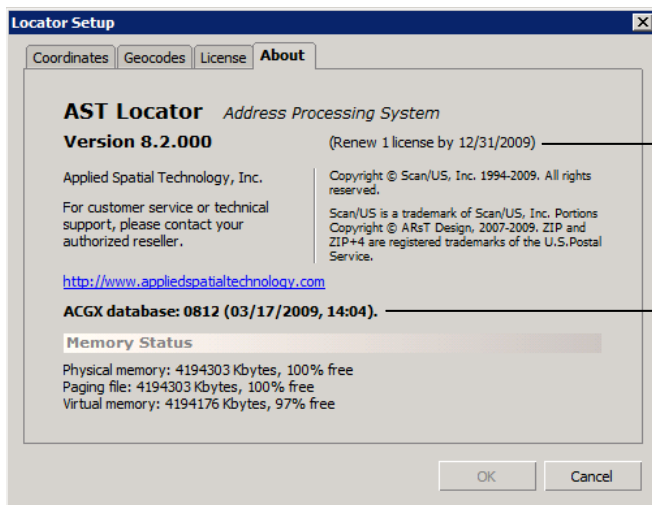 Locator Setup
Coordinates Geocodes License About
AST Locator Address Processing System
Version 8.2.000 (Renew 1 license by 12/31/2009)
Applied Spatial Technology, Inc.
For customer service or technical
support, please contact your
authorized reseller.
Copyright © Scan/US, Inc. 1994-2009. All rights
reserved.
Scan/US is a trademark of Scan/US, Inc. Portions
Copyright © ARsT Design, 2007-2009. ZIP and
ZIP+4 are registered trademarks of the U.S.Postal
Service.
http://www.appliedspatialtechnology.com
ACGX database: 0812 (03/17/2009, 14:04).
Memory Status
Physical memory: 4194303 Kbytes, 100% free
Paging file: 4194303 Kbytes, 100% free
Virtual memory: 4194176 Kbytes, 97% free
OK Cancel